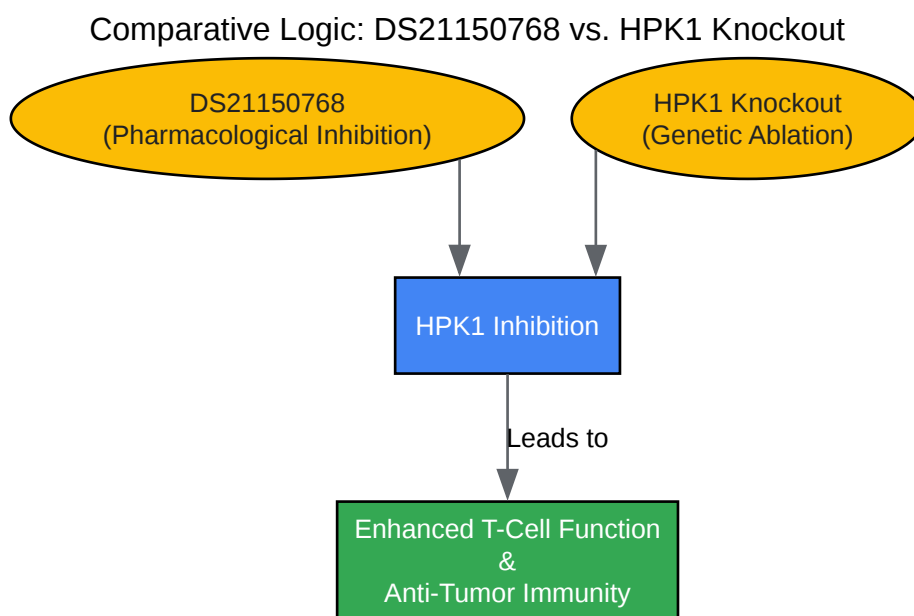 Comparative Logic: DS21150768 vs. HPK1 Knockout
DS21150768
(Pharmacological Inhibition)
HPK1 Knockout
(Genetic Ablation)
HPK1 Inhibition
Leads to
Enhanced T-Cell Function
&
Anti-Tumor Immunity